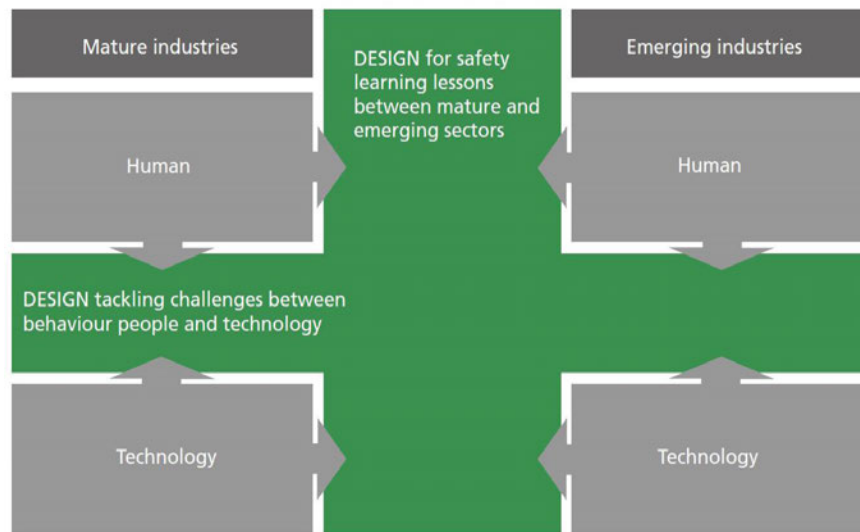 Mature industries
DESIGN for safety
learning lessons
between mature and
emerging sectors
Emerging industries
Human
Human
DESIGN tackling challenges between
behaviour people and technology
Technology
Technology